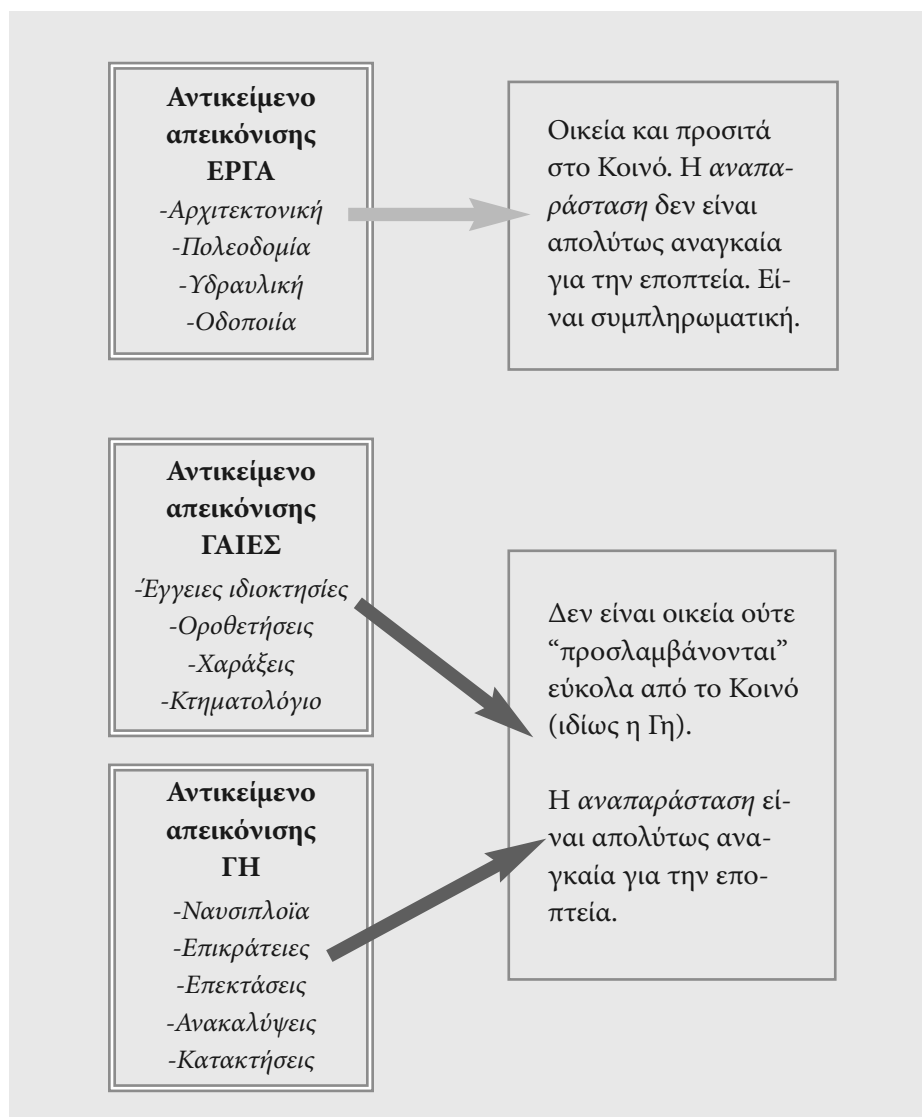 Αντικείμενο
απεικόνισης
ΕΡΓΑ
-Αρχιτεκτονική
-Πολεοδομία
-Υδραυλική
-Οδοποιία
Οικεία και προσιτά
στο Κοινό. Η αναπα-
ράσταση δεν είναι
απολύτως αναγκαία
για την εποπτεία. Εί-
ναι συμπληρωματική.
Αντικείμενο
απεικόνισης
ΓΑΙΕΣ
-Έγγειες ιδιοκτησίες
-Οροθετήσεις
-Χαράξεις
-Κτηματολόγιο
Αντικείμενο
απεικόνισης
ΓΗ
-Ναυσιπλοϊα
-Επικράτειες
-Επεκτάσεις
-Ανακαλύψεις
-Κατακτήσεις
Δεν είναι οικεία ούτε
“προσλαμβάνονται”
εύκολα από το Κοινό
(ιδίως η Γη).
Η αναπαράσταση εί-
ναι απολύτως ανα-
γκαία για την επο-
πτεία.